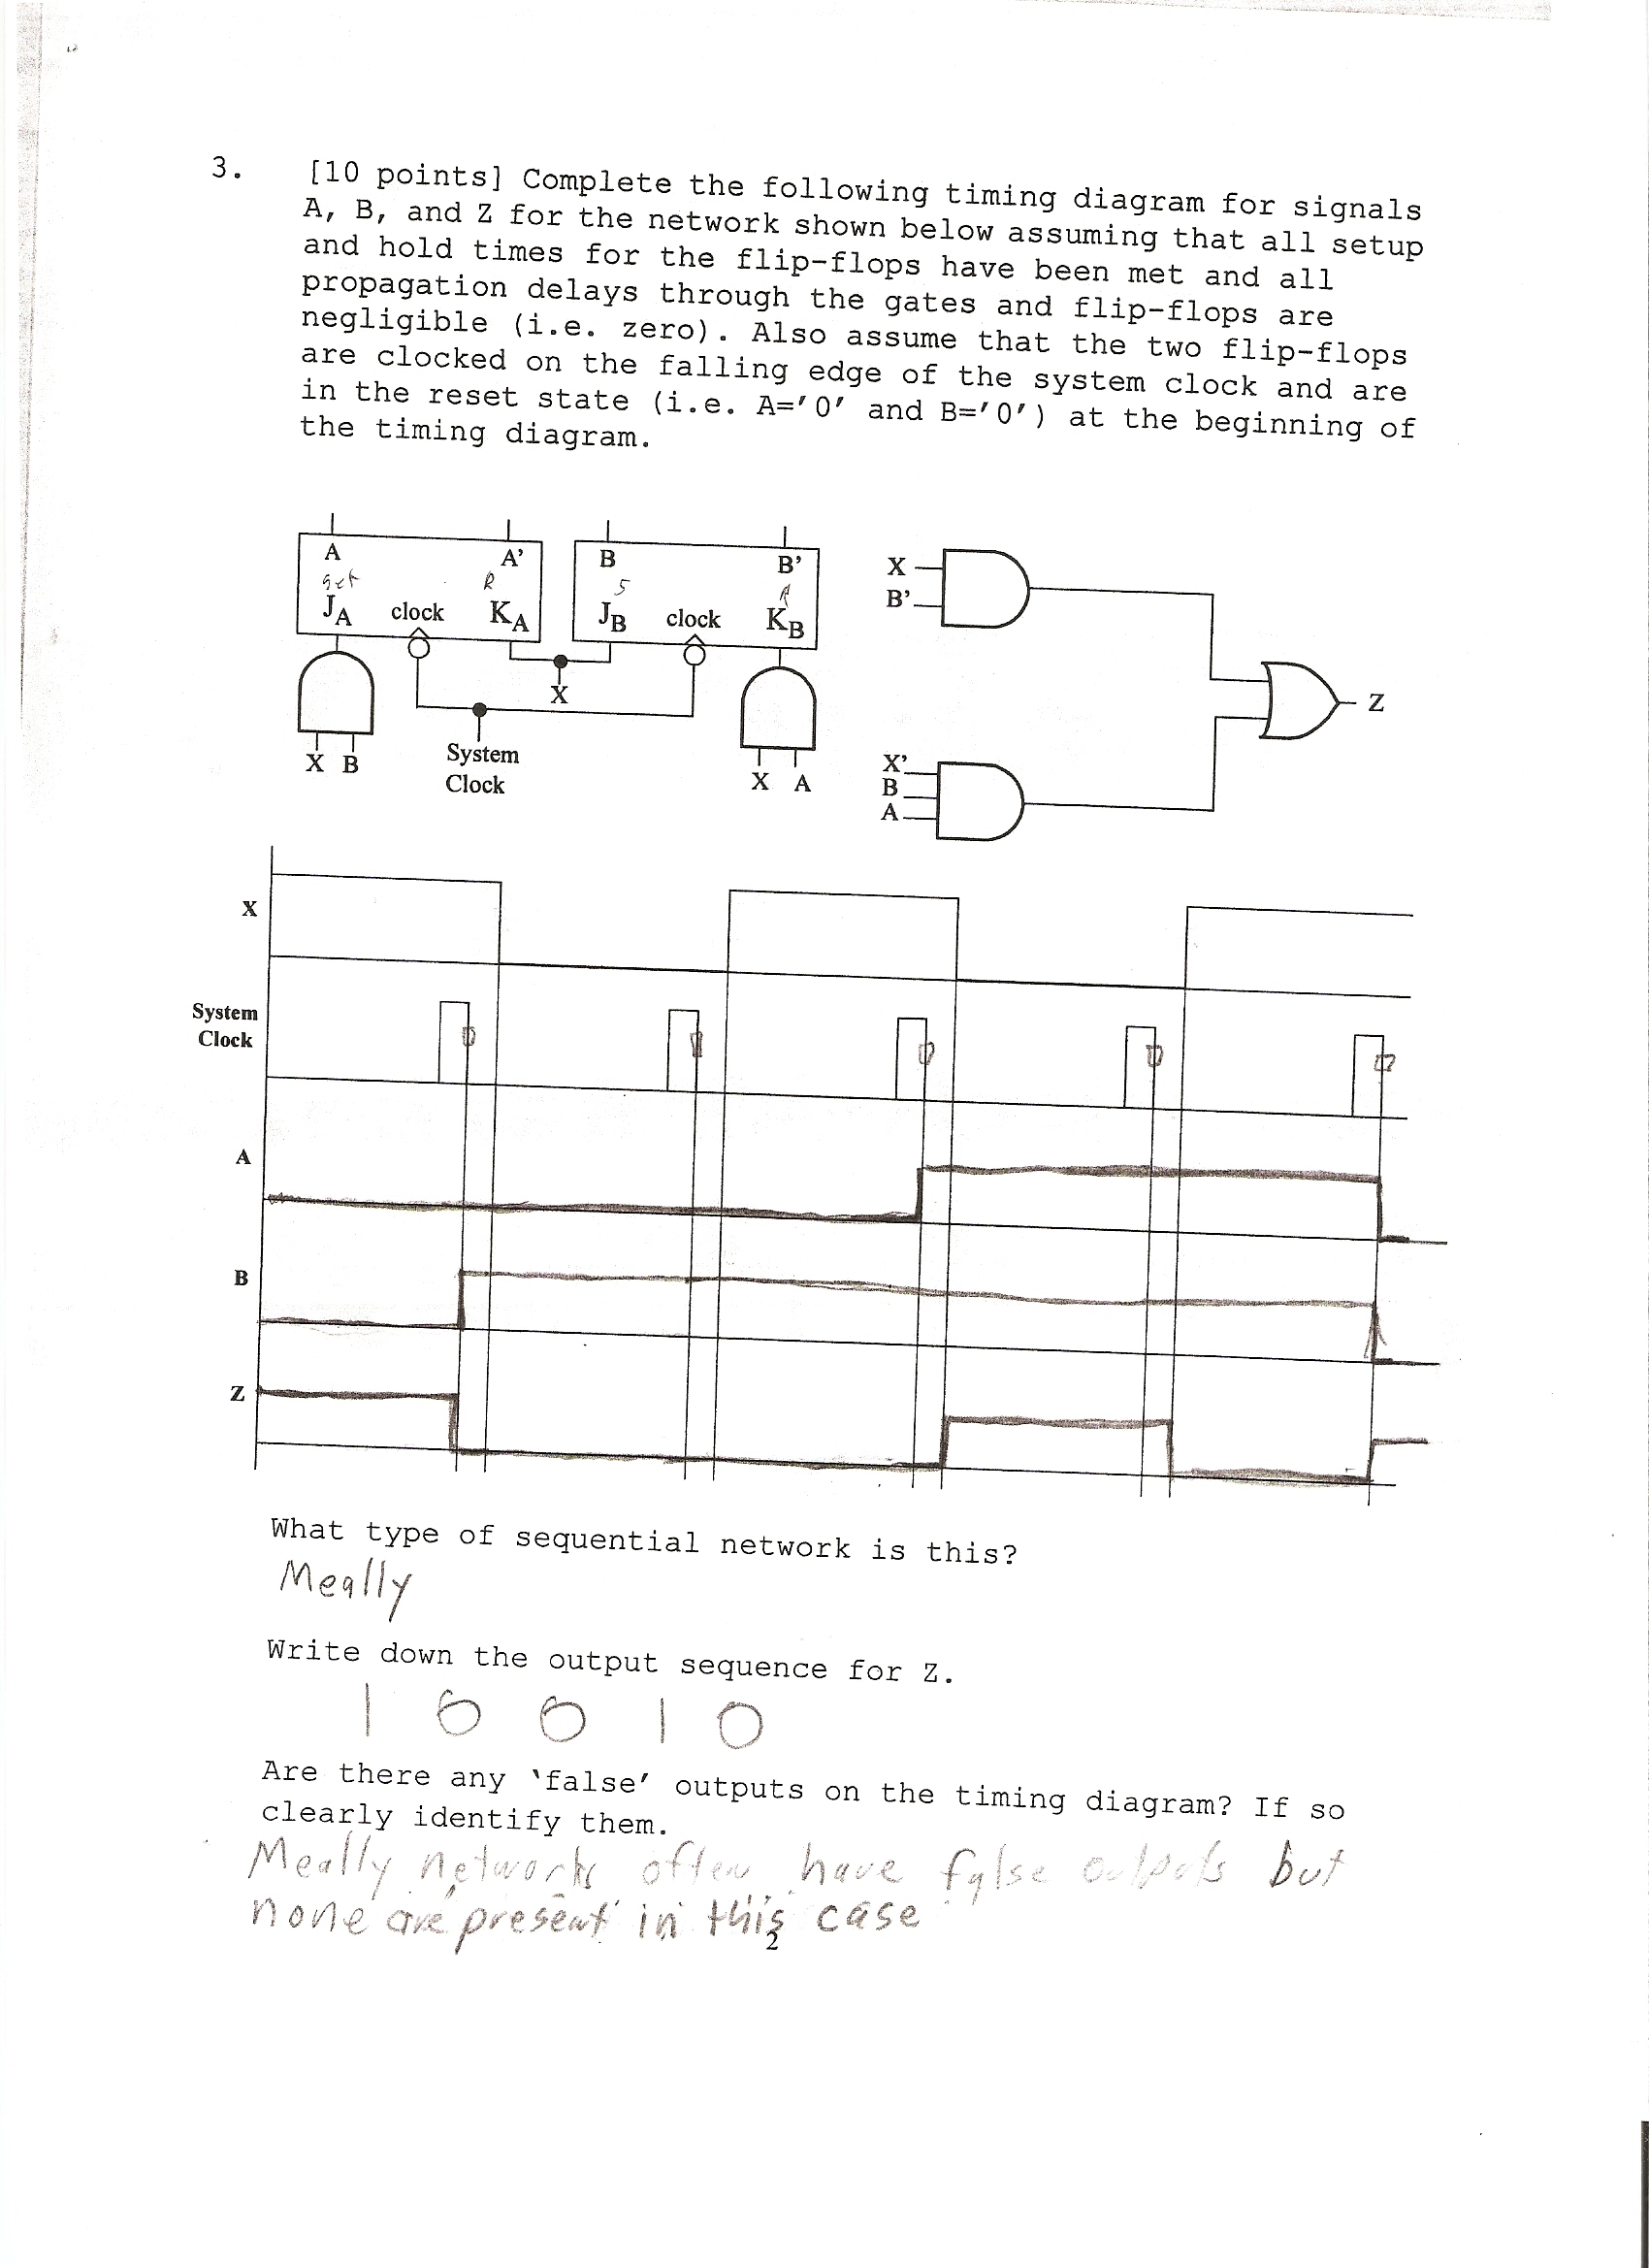 3. [10 points] Complete the following timing diagram for signals
A, B, and Z for the network shown below assuming that all setup
and hold times for the flip-flops have been met and all
propagation delays through the gates and flip-flops are
negligible (i.e. zero). Also assume that the two flip-flops
are clocked on the falling edge of the system clock and are
in the reset state (i.e. A='0' and B='0') at the beginning of
the timing diagram.
A A' B B'
set R S R
JA clock KA JB clock KB
X
B'
X
Z
System
Clock
X B
X A
X'
B
A
X
System
Clock
A
B
Z
What type of sequential network is this?
Meally
Write down the output sequence for Z.
1 0 0 1 0
Are there any 'false' outputs on the timing diagram? If so
clearly identify them.
Meally networks often have false outputs but
none are present in this case
2